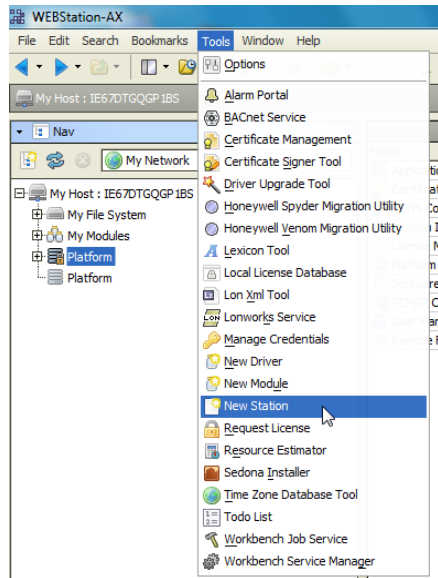 WEBStation-AX
File Edit Search Bookmarks Tools Window Help
Options
My Host : IE67DTGQGP1BS
Alarm Portal
Nav
BACnet Service
Certificate Management
My Network
Certificate Signer Tool
Driver Upgrade Tool
My Host : IE67DTGQGP1BS
Honeywell Spyder Migration Utility
My File System
Honeywell Venom Migration Utility
My Modules
Lexicon Tool
Platform
Local License Database
Platform
Lon Xml Tool
Lonworks Service
Manage Credentials
New Driver
New Module
New Station
Request License
Resource Estimator
Sedona Installer
Time Zone Database Tool
Todo List
Workbench Job Service
Workbench Service Manager